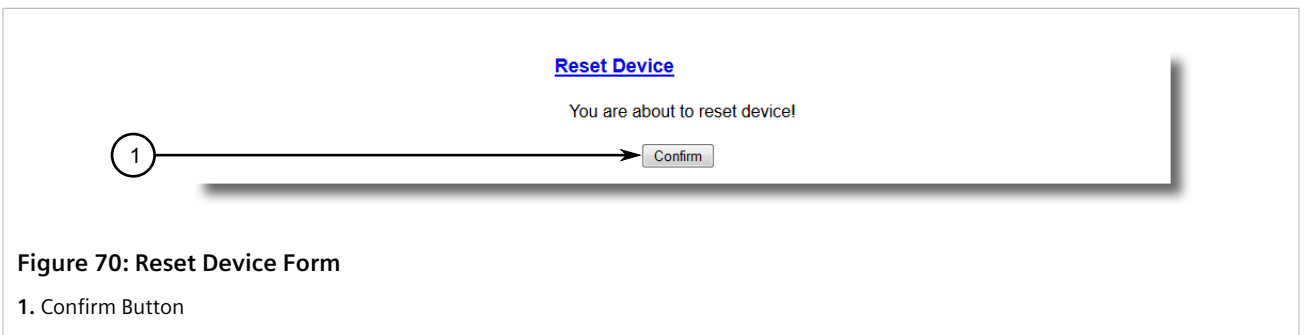 Reset Device
You are about to reset device!
1
Confirm
Figure 70: Reset Device Form
1. Confirm Button